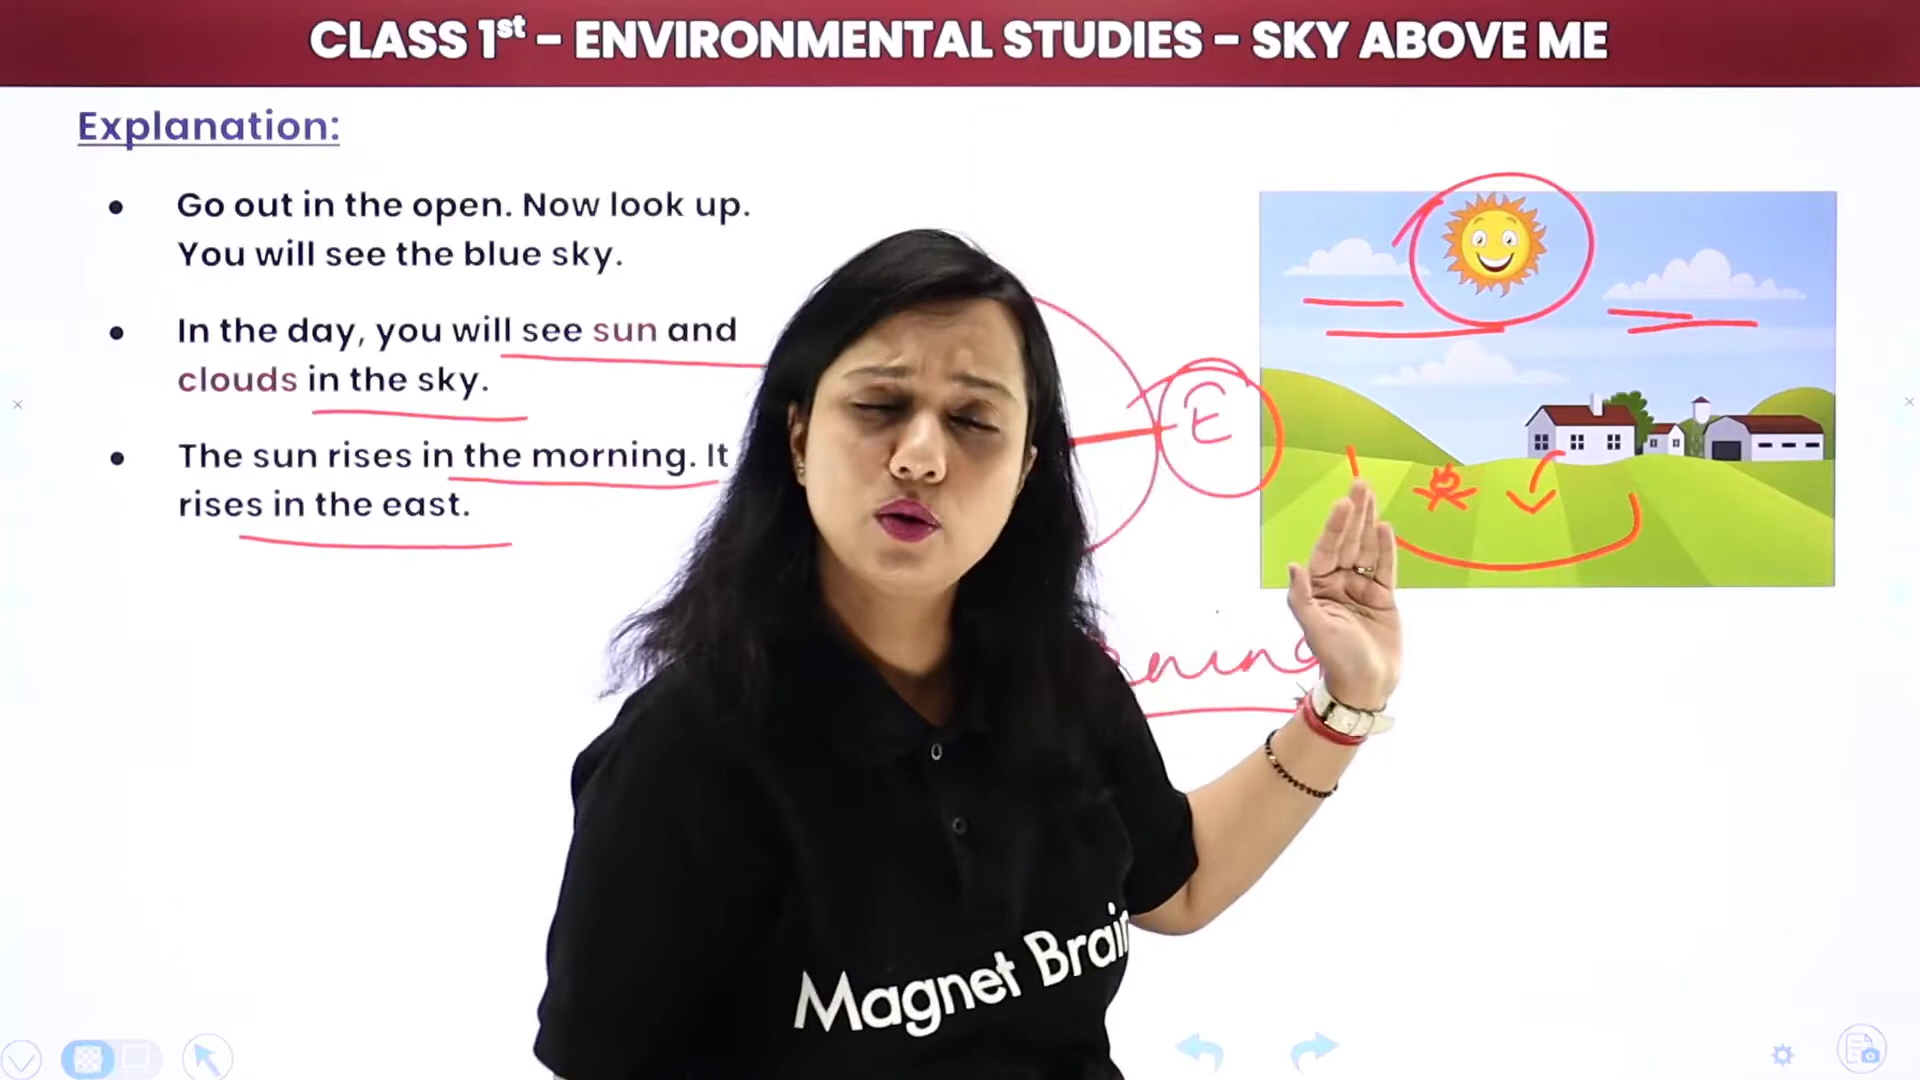 CLASS 1st – ENVIRONMENTAL STUDIES – SKY ABOVE ME
Explanation:
• Go out in the open. Now look up.
You will see the blue sky.
• In the day, you will see sun and
clouds in the sky.
• The sun rises in the morning. It
rises in the east.
E
Magnet Brain